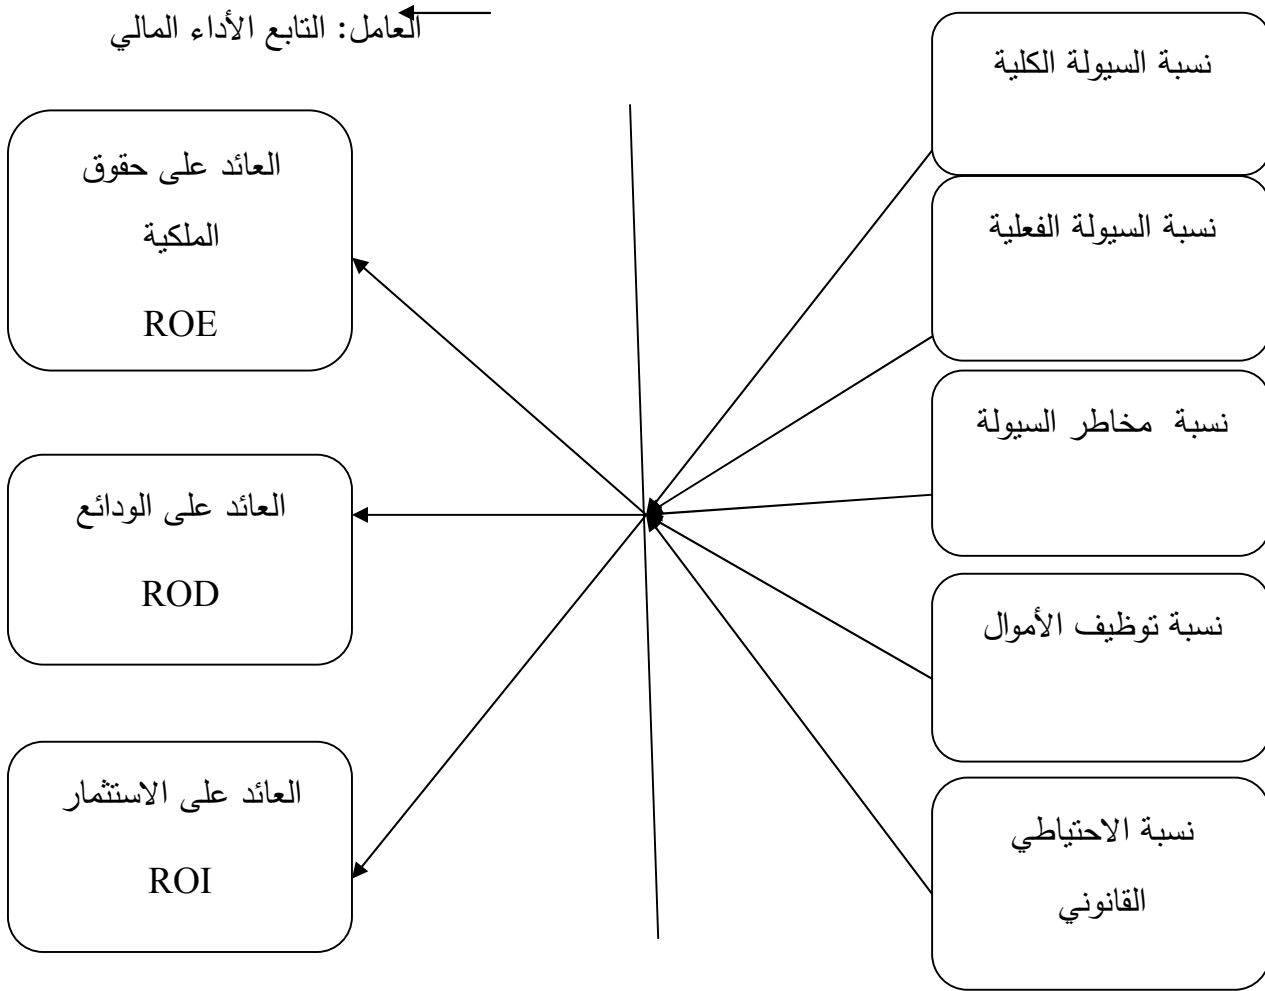 العامل: التابع الأداء المالي
نسبة السيولة الكلية
نسبة السيولة الفعلية
نسبة مخاطر السيولة
نسبة توظيف الأموال
نسبة الاحتياطي
القانوني
العائد على حقوق
الملكية
ROE
العائد على الودائع
ROD
العائد على الاستثمار
ROI